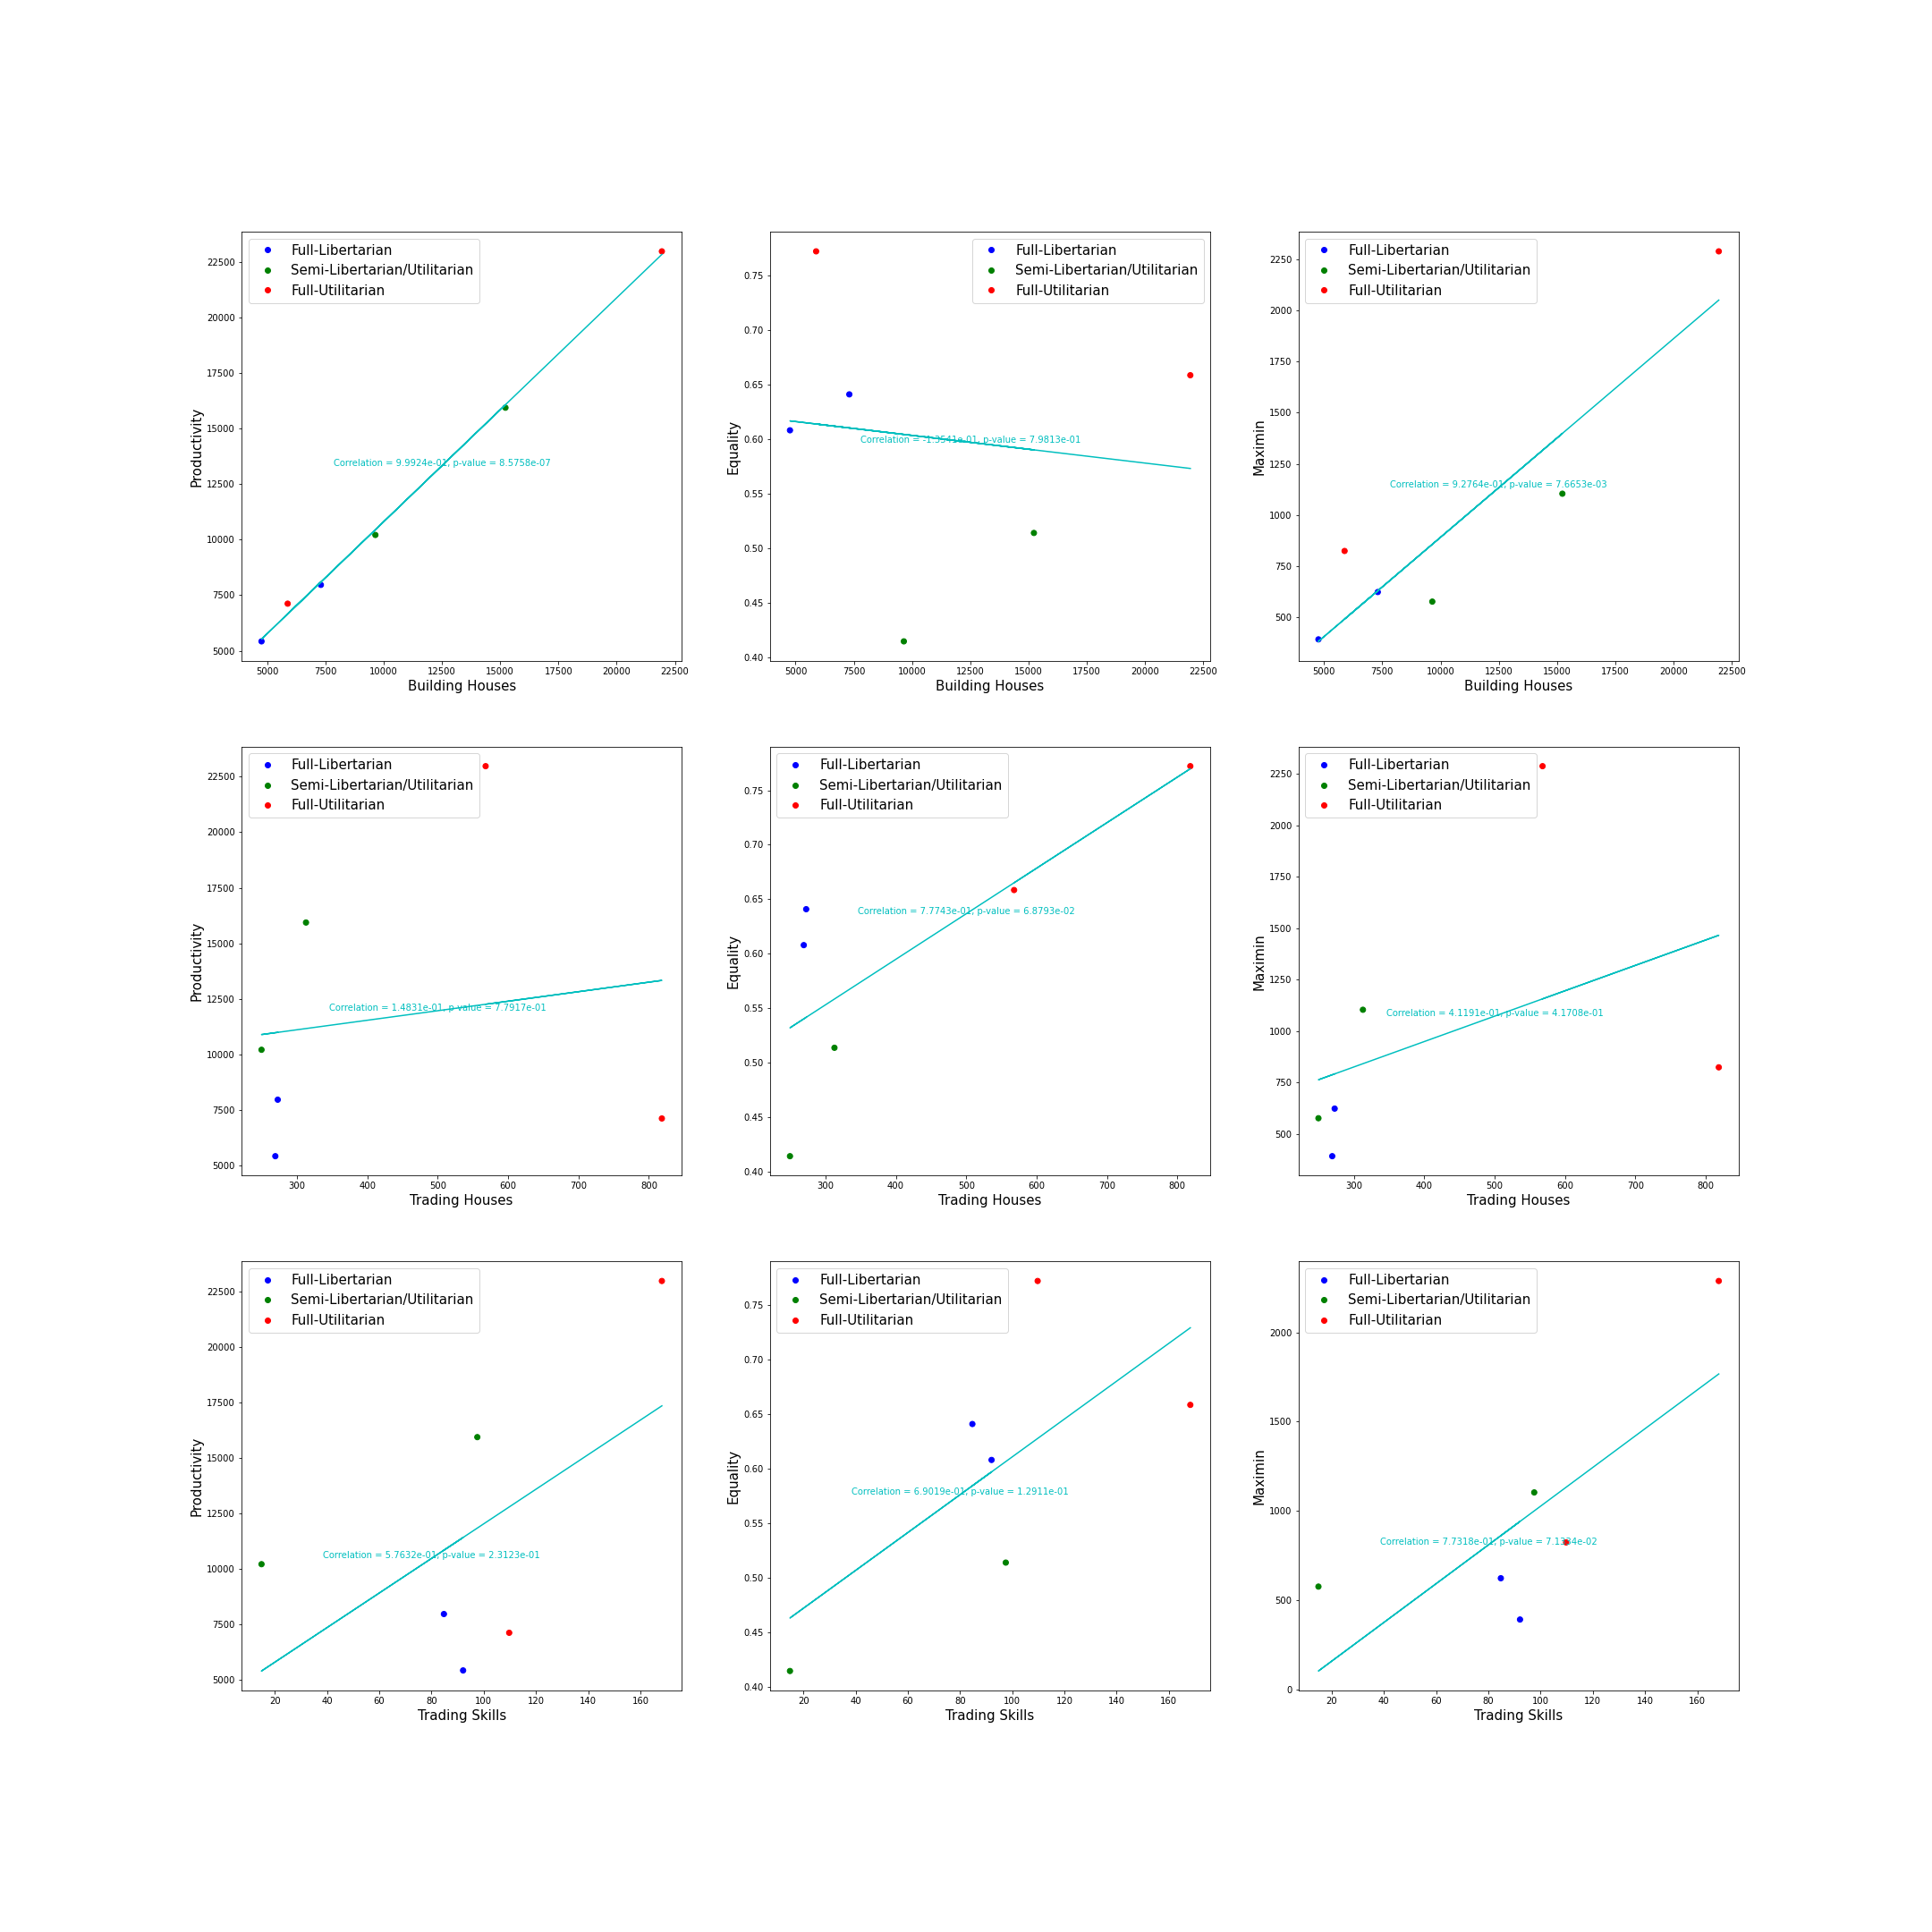 Full-Libertarian
Semi-Libertarian/Utilitarian
Full-Utilitarian
Productivity
22500
20000
17500
15000
12500
10000
7500
5000
Correlation = 9.9924e-01, p-value = 8.5758e-07
5000 7500 10000 12500 15000 17500 20000 22500
Building Houses
Full-Libertarian
Semi-Libertarian/Utilitarian
Full-Utilitarian
Equality
0.75
0.70
0.65
0.60
0.55
0.50
0.45
0.40
Correlation = -1.3541e-01, p-value = 7.9813e-01
5000 7500 10000 12500 15000 17500 20000 22500
Building Houses
Full-Libertarian
Semi-Libertarian/Utilitarian
Full-Utilitarian
Maximin
2250
2000
1750
1500
1250
1000
750
500
Correlation = 9.2764e-01, p-value = 7.6653e-03
5000 7500 10000 12500 15000 17500 20000 22500
Building Houses
Full-Libertarian
Semi-Libertarian/Utilitarian
Full-Utilitarian
Productivity
22500
20000
17500
15000
12500
10000
7500
5000
Correlation = 1.4831e-01, p-value = 7.7917e-01
300 400 500 600 700 800
Trading Houses
Full-Libertarian
Semi-Libertarian/Utilitarian
Full-Utilitarian
Equality
0.75
0.70
0.65
0.60
0.55
0.50
0.45
0.40
Correlation = 7.7743e-01, p-value = 6.8793e-02
300 400 500 600 700 800
Trading Houses
Full-Libertarian
Semi-Libertarian/Utilitarian
Full-Utilitarian
Maximin
2250
2000
1750
1500
1250
1000
750
500
Correlation = 4.1191e-01, p-value = 4.1708e-01
300 400 500 600 700 800
Trading Houses
Full-Libertarian
Semi-Libertarian/Utilitarian
Full-Utilitarian
Productivity
22500
20000
17500
15000
12500
10000
7500
5000
Correlation = 5.7632e-01, p-value = 2.3123e-01
20 40 60 80 100 120 140 160
Trading Skills
Full-Libertarian
Semi-Libertarian/Utilitarian
Full-Utilitarian
Equality
0.75
0.70
0.65
0.60
0.55
0.50
0.45
0.40
Correlation = 6.9019e-01, p-value = 1.2911e-01
20 40 60 80 100 120 140 160
Trading Skills
Full-Libertarian
Semi-Libertarian/Utilitarian
Full-Utilitarian
Maximin
2000
1500
1000
500
0
Correlation = 7.7318e-01, p-value =
20 40 60 80 100 120 140 160
Trading Skills